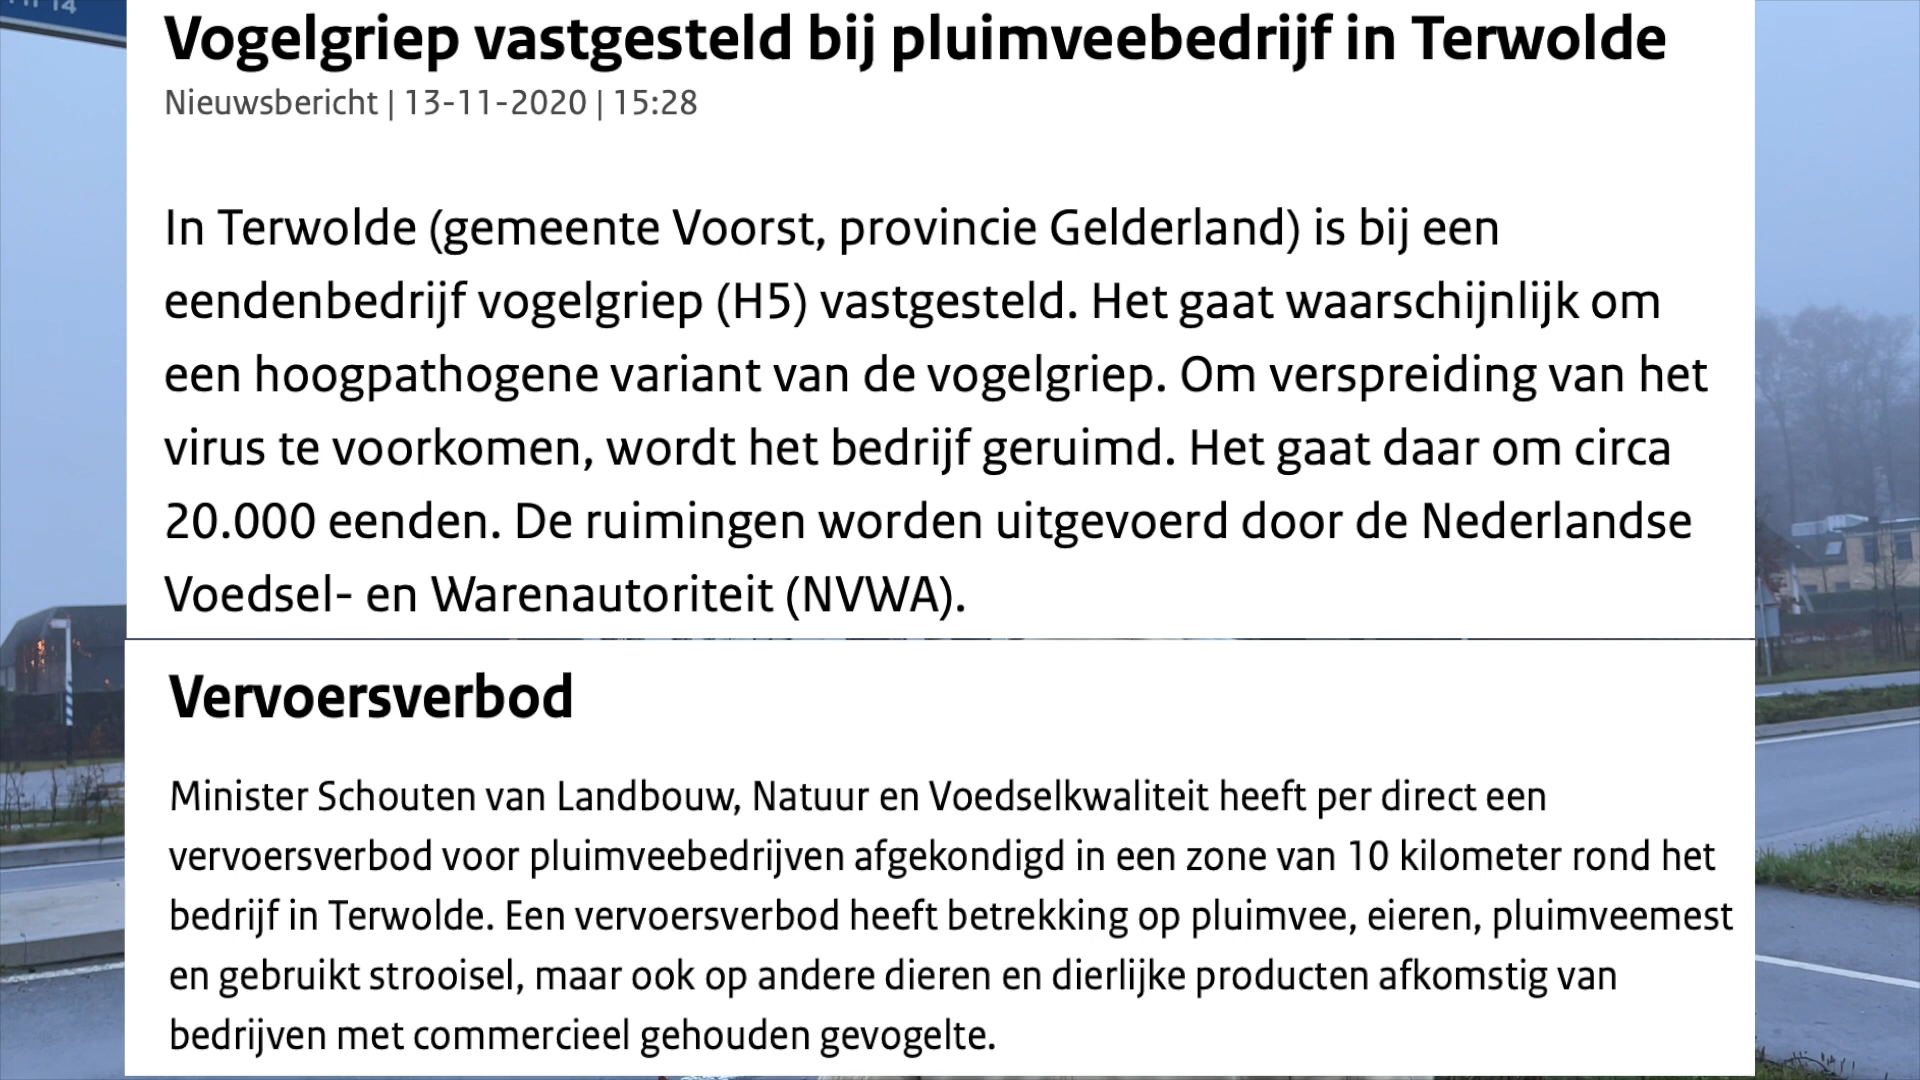 Vogelgriep vastgesteld bij pluimveebedrijf in Terwolde
Nieuwsbericht | 13-11-2020 | 15:28
In Terwolde (gemeente Voorst, provincie Gelderland) is bij een
eendenbedrijf vogelgriep (H5) vastgesteld. Het gaat waarschijnlijk om
een hoogpathogene variant van de vogelgriep. Om verspreiding van het
virus te voorkomen, wordt het bedrijf geruimd. Het gaat daar om circa
20.000 eenden. De ruimingen worden uitgevoerd door de Nederlandse
Voedsel- en Warenautoriteit (NVWA).
Vervoersverbod
Minister Schouten van Landbouw, Natuur en Voedselkwaliteit heeft per direct een
vervoersverbod voor pluimveebedrijven afgekondigd in een zone van 10 kilometer rond het
bedrijf in Terwolde. Een vervoersverbod heeft betrekking op pluimvee, eieren, pluimveemest
en gebruikt strooisel, maar ook op andere dieren en dierlijke producten afkomstig van
bedrijven met commercieel gehouden gevogelte.